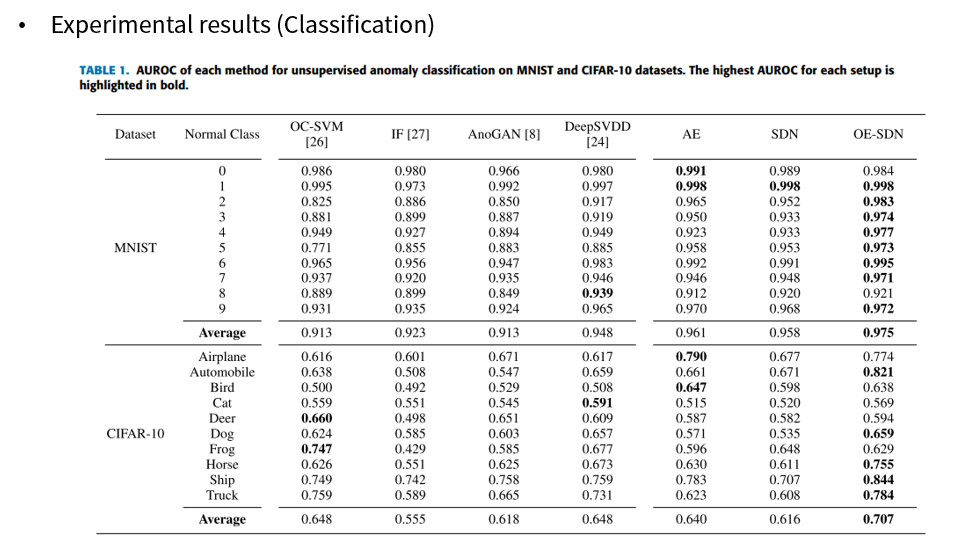 • Experimental results (Classification)
TABLE 1. AUROC of each method for unsupervised anomaly classification on MNIST and CIFAR-10 datasets. The highest AUROC for each setup is
highlighted in bold.
Dataset Normal Class OC-SVM [26] IF [27] AnoGAN [8] DeepSVDD [24] AE SDN OE-SDN
0 0.986 0.980 0.966 0.980 0.991 0.989 0.984
1 0.995 0.973 0.992 0.997 0.998 0.998 0.998
2 0.825 0.886 0.850 0.917 0.965 0.952 0.983
3 0.881 0.899 0.887 0.919 0.950 0.933 0.974
4 0.949 0.927 0.894 0.949 0.923 0.933 0.977
MNIST 5 0.771 0.855 0.883 0.885 0.958 0.953 0.973
6 0.965 0.956 0.947 0.983 0.992 0.991 0.995
7 0.937 0.920 0.935 0.946 0.946 0.948 0.971
8 0.889 0.899 0.849 0.939 0.912 0.920 0.921
9 0.931 0.935 0.924 0.965 0.970 0.968 0.972
Average 0.913 0.923 0.913 0.948 0.961 0.958 0.975
Airplane 0.616 0.601 0.671 0.617 0.790 0.677 0.774
Automobile 0.638 0.508 0.547 0.659 0.661 0.671 0.821
Bird 0.500 0.492 0.529 0.508 0.647 0.598 0.638
Cat 0.559 0.551 0.545 0.591 0.515 0.520 0.569
Deer 0.660 0.498 0.651 0.609 0.587 0.582 0.594
CIFAR-10 Dog 0.624 0.585 0.603 0.657 0.571 0.535 0.659
Frog 0.747 0.429 0.585 0.677 0.596 0.648 0.629
Horse 0.626 0.551 0.625 0.673 0.630 0.611 0.755
Ship 0.749 0.742 0.758 0.759 0.783 0.707 0.844
Truck 0.759 0.589 0.665 0.731 0.623 0.608 0.784
Average 0.648 0.555 0.618 0.648 0.640 0.616 0.707